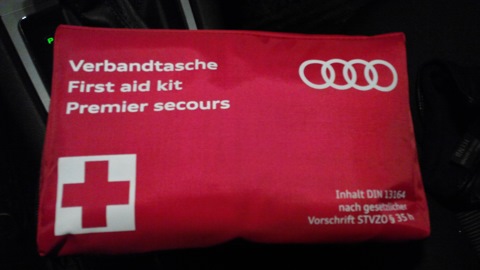 Verbandtasche
First aid kit
Premier secours
Inhalt DIN 13164
nach gesetzlicher
Vorschrift STVZO § 35 h